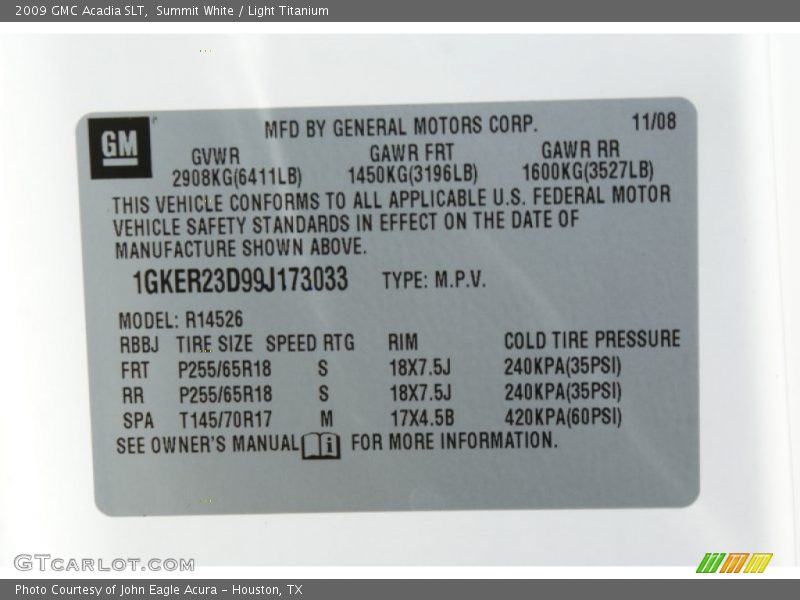 2009 GMC Acadia SLT,  Summit White / Light Titanium
GM
MFD BY GENERAL MOTORS CORP. 11/08
GVWR GAWR FRT GAWR RR
2908KG(6411LB) 1450KG(3196LB) 1600KG(3527LB)
THIS VEHICLE CONFORMS TO ALL APPLICABLE U.S. FEDERAL MOTOR
VEHICLE SAFETY STANDARDS IN EFFECT ON THE DATE OF
MANUFACTURE SHOWN ABOVE.
1GKER23D99J173033 TYPE: M.P.V.
MODEL: R14526
RBBJ TIRE SIZE SPEED RTG RIM COLD TIRE PRESSURE
FRT P255/65R18 S 18X7.5J 240KPA(35PSI)
RR P255/65R18 S 18X7.5J 240KPA(35PSI)
SPA T145/70R17 M 17X4.5B 420KPA(60PSI)
SEE OWNER'S MANUAL i FOR MORE INFORMATION.
GTCARLOT.COM
Photo Courtesy of John Eagle Acura - Houston, TX